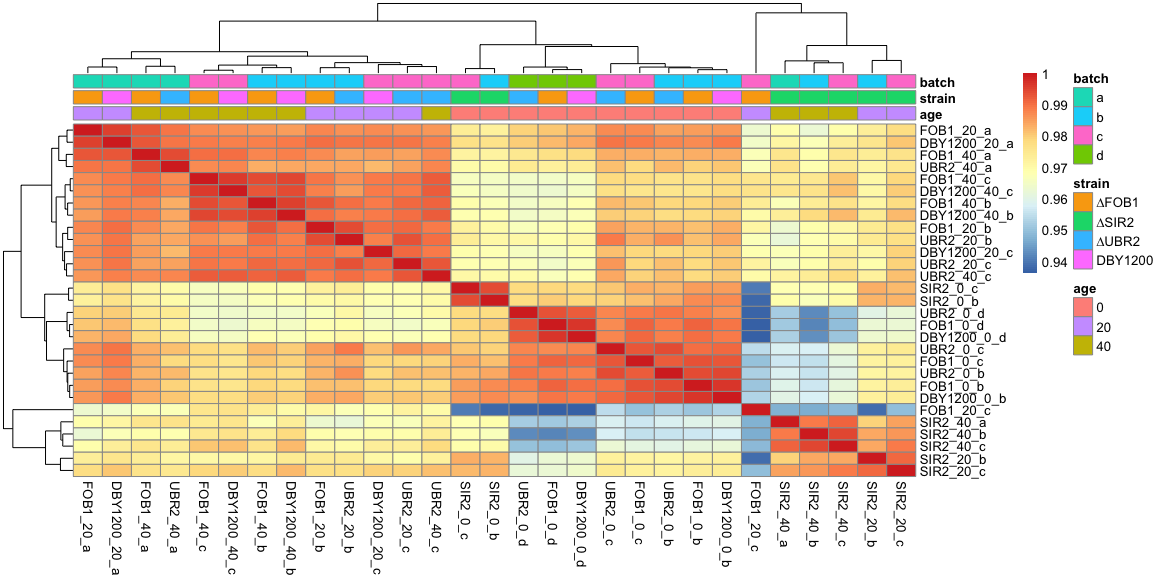 batch
strain
age
FOB1_20_a
DBY1200_20_a
FOB1_40_a
UBR2_40_a
FOB1_40_c
DBY1200_40_c
FOB1_40_b
DBY1200_40_b
FOB1_20_b
UBR2_20_b
DBY1200_20_c
UBR2_20_c
UBR2_40_c
SIR2_0_c
SIR2_0_b
UBR2_0_d
FOB1_0_d
DBY1200_0_d
UBR2_0_c
FOB1_0_c
UBR2_0_b
FOB1_0_b
DBY1200_0_b
FOB1_20_c
SIR2_40_a
SIR2_40_b
SIR2_40_c
SIR2_20_b
SIR2_20_c
FOB1_20_a
DBY1200_20_a
FOB1_40_a
UBR2_40_a
FOB1_40_c
DBY1200_40_c
FOB1_40_b
DBY1200_40_b
FOB1_20_b
UBR2_20_b
DBY1200_20_c
UBR2_20_c
UBR2_40_c
SIR2_0_c
SIR2_0_b
UBR2_0_d
FOB1_0_d
DBY1200_0_d
UBR2_0_c
FOB1_0_c
UBR2_0_b
FOB1_0_b
DBY1200_0_b
FOB1_20_c
SIR2_40_a
SIR2_40_b
SIR2_40_c
SIR2_20_b
SIR2_20_c
1
0.99
0.98
0.97
0.96
0.95
0.94
batch
a
b
c
d
strain
ΔFOB1
ΔSIR2
ΔUBR2
DBY1200
age
0
20
40